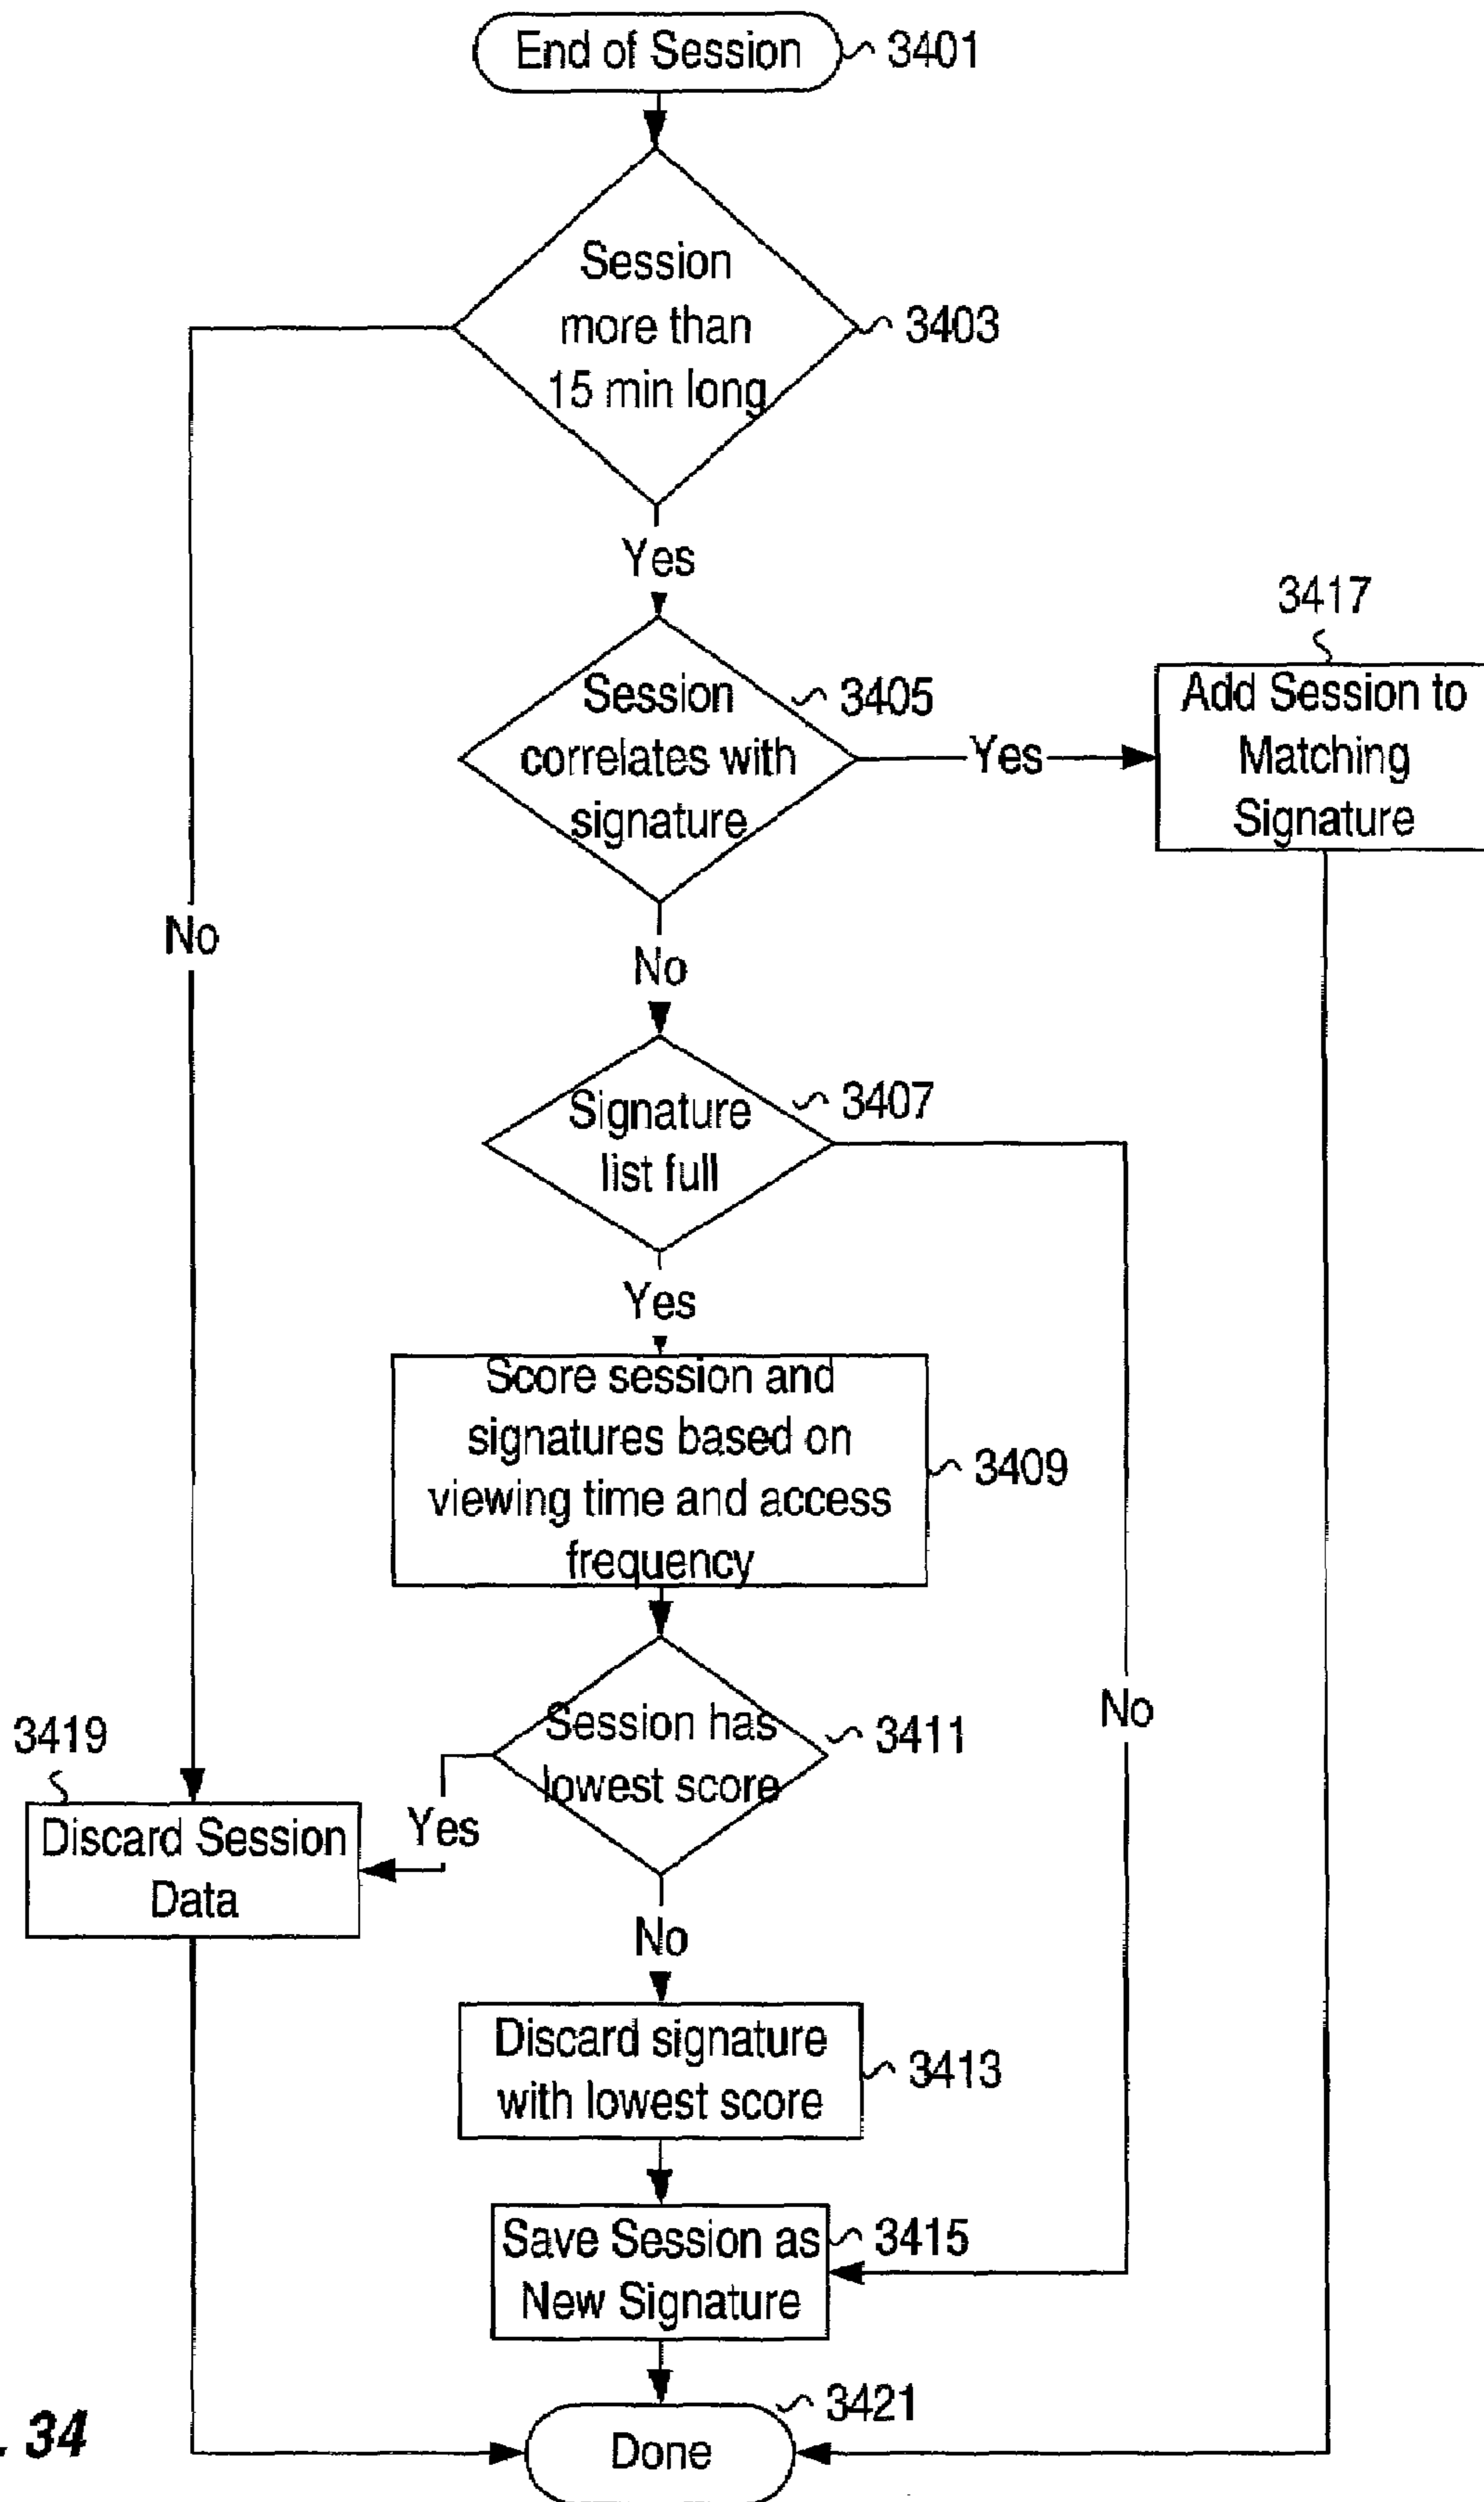 End of Session
3401
Session
more than
15 min long
3403
Yes
3417
Session
correlates with
signature
3405
Yes
Add Session to
Matching
Signature
No
No
Signature
list full
3407
Yes
Score session and
signatures based on
viewing time and access
frequency
3409
No
3419
Session has
lowest score
3411
Discard Session
Data
Yes
No
Discard signature
with lowest score
3413
Save Session as
New Signature
3415
3421
Done
. 34